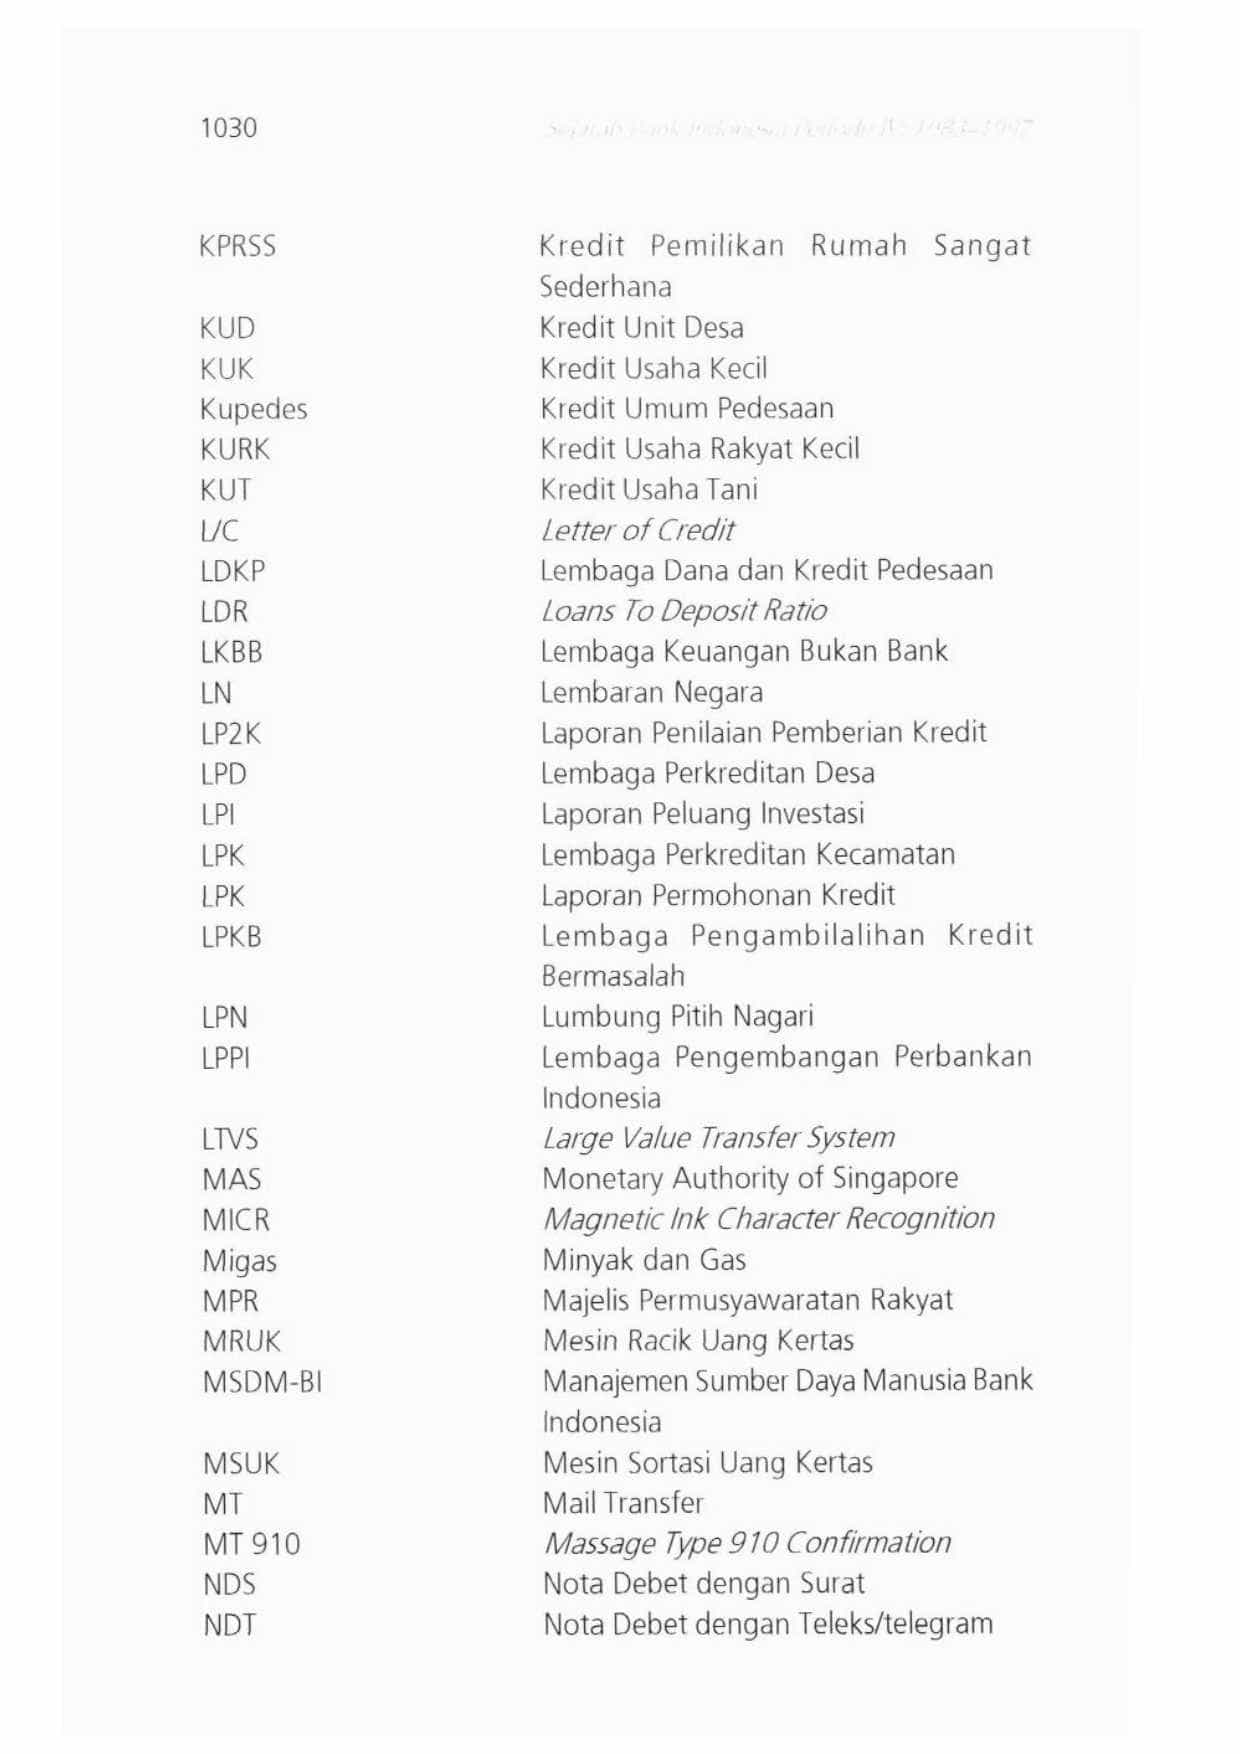 1030 Sejarah Bank Indonesia Periode IV: 1983–1997
KPRSS Kredit Pemilikan Rumah Sangat
Sederhana
KUD Kredit Unit Desa
KUK Kredit Usaha Kecil
Kupedes Kredit Umum Pedesaan
KURK Kredit Usaha Rakyat Kecil
KUT Kredit Usaha Tani
L/C Letter of Credit
LDKP Lembaga Dana dan Kredit Pedesaan
LDR Loans To Deposit Ratio
LKBB Lembaga Keuangan Bukan Bank
LN Lembaran Negara
LP2K Laporan Penilaian Pemberian Kredit
LPD Lembaga Perkreditan Desa
LPI Laporan Peluang Investasi
LPK Lembaga Perkreditan Kecamatan
LPK Laporan Permohonan Kredit
LPKB Lembaga Pengambilalihan Kredit
Bermasalah
LPN Lumbung Pitih Nagari
LPPI Lembaga Pengembangan Perbankan
Indonesia
LTVS Large Value Transfer System
MAS Monetary Authority of Singapore
MICR Magnetic Ink Character Recognition
Migas Minyak dan Gas
MPR Majelis Permusyawaratan Rakyat
MRUK Mesin Racik Uang Kertas
MSDM-BI Manajemen Sumber Daya Manusia Bank
Indonesia
MSUK Mesin Sortasi Uang Kertas
MT Mail Transfer
MT 910 Massage Type 910 Confirmation
NDS Nota Debet dengan Surat
NDT Nota Debet dengan Teleks/telegram